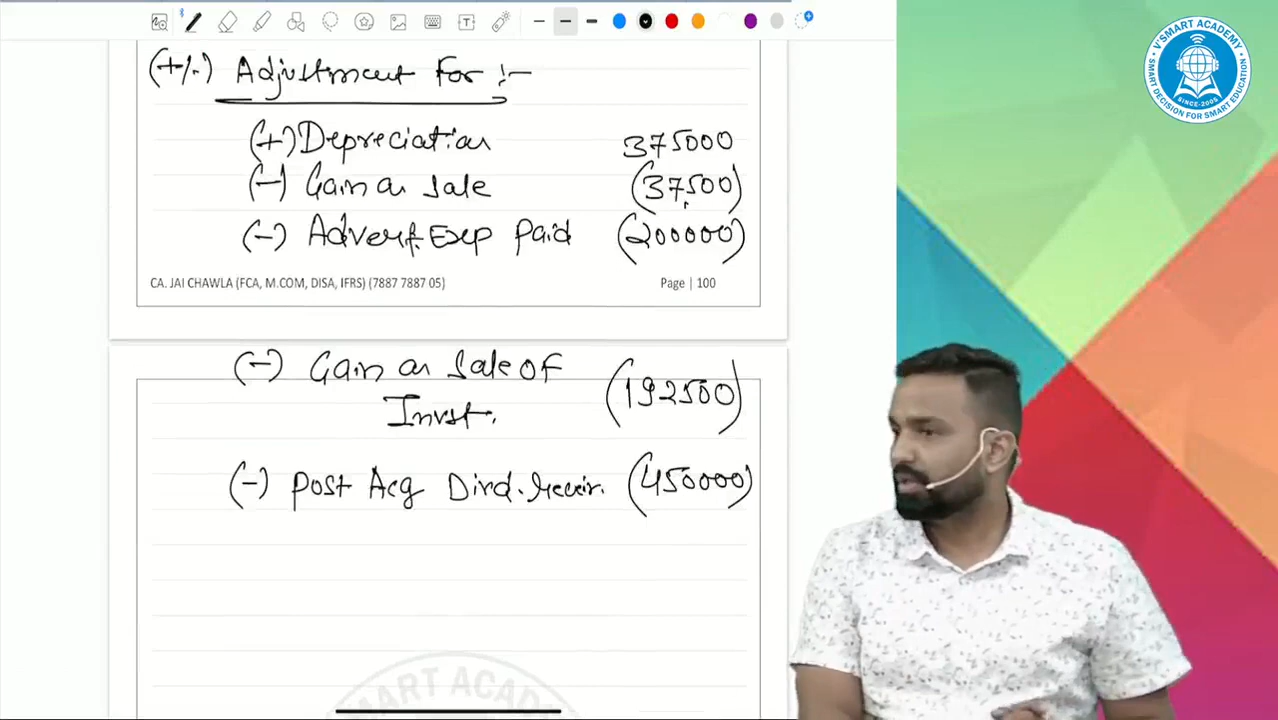 (+/-) Adjustment For :-
(+) Depreciation 375000
(-) Gain on Sale (37500)
(-) Advert. Exp Paid (200000)
CA. JAI CHAWLA (FCA, M.COM, DISA, IFRS) (7887 7887 05) Page | 100
(-) Gain on Sale OF
Invst. (192500)
(-) Post Acq Divd. (450000)
SMART ACADEMY
V'SMART ACADEMY
SINCE-2005
SMART DECISION FOR SMART EDUCATION